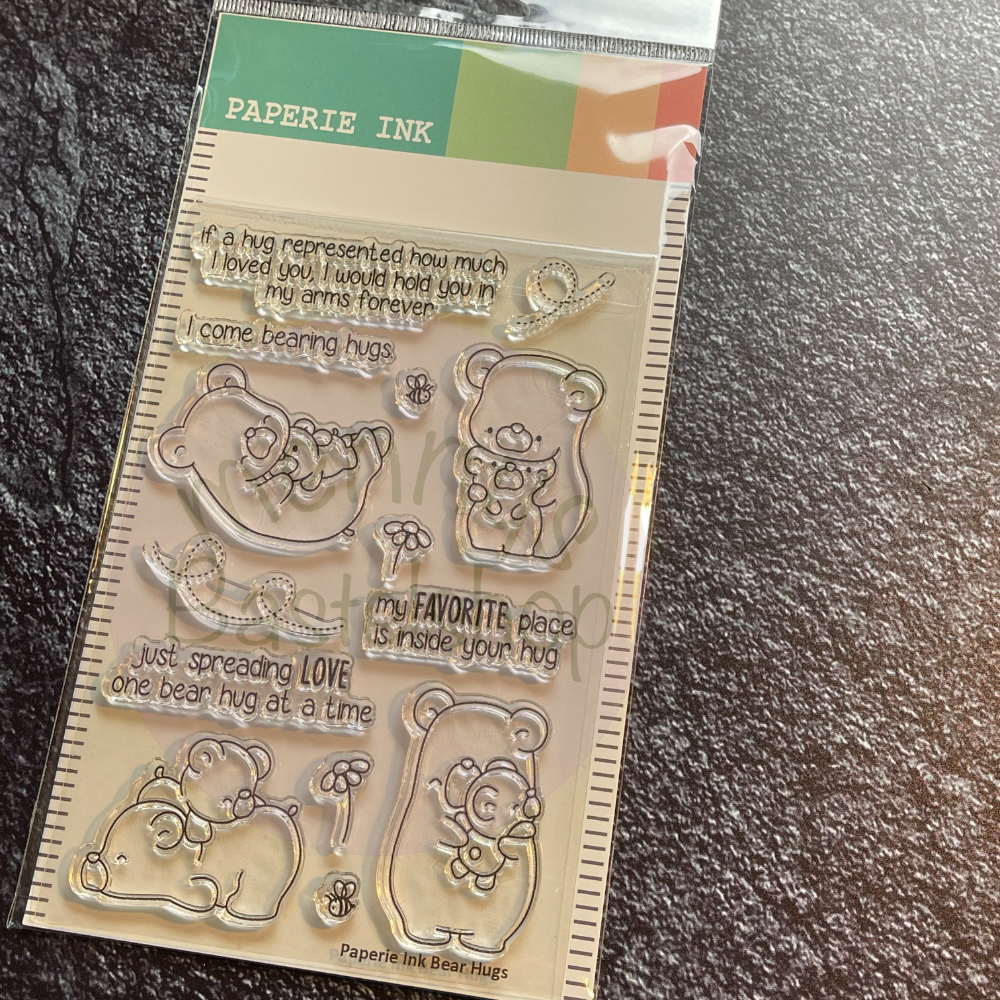 PAPERIE INK
if a hug represented how much
I loved you, I would hold you in
my arms forever
I come bearing hugs
my FAVORITE place
is inside your hug
just spreading LOVE
one bear hug at a time
Paperie Ink Bear Hugs